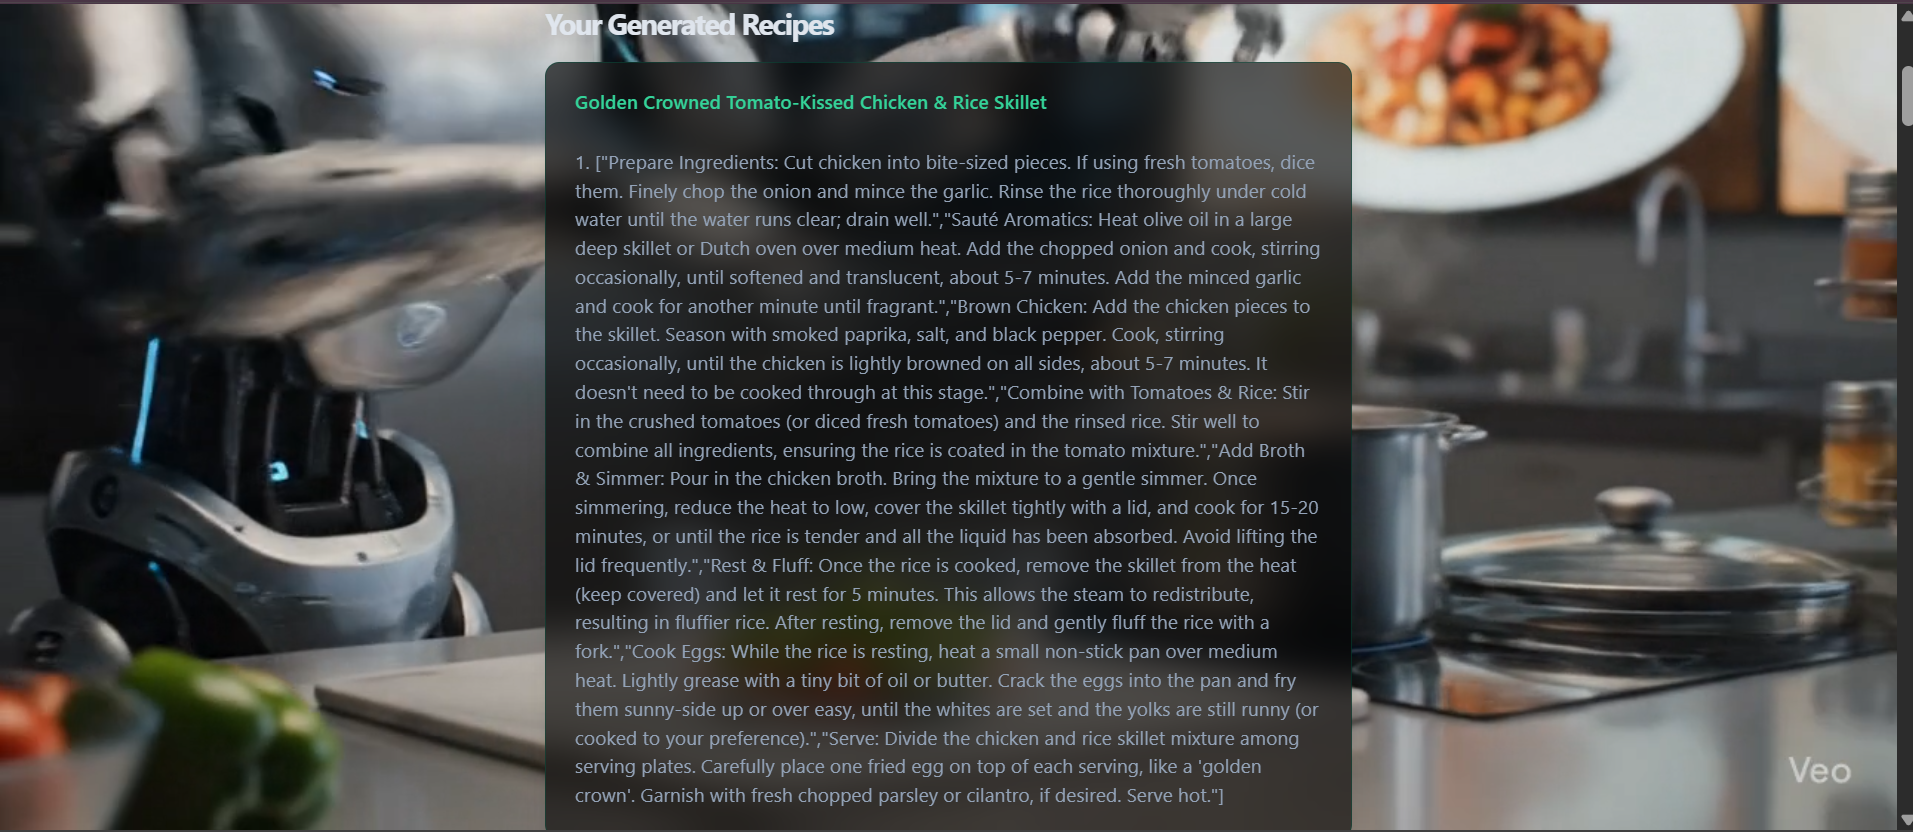 Your Generated Recipes
Golden Crowned Tomato-Kissed Chicken & Rice Skillet
1. ["Prepare Ingredients: Cut chicken into bite-sized pieces. If using fresh tomatoes, dice
them. Finely chop the onion and mince the garlic. Rinse the rice thoroughly under cold
water until the water runs clear; drain well.","Sauté Aromatics: Heat olive oil in a large
deep skillet or Dutch oven over medium heat. Add the chopped onion and cook, stirring
occasionally, until softened and translucent, about 5-7 minutes. Add the minced garlic
and cook for another minute until fragrant.","Brown Chicken: Add the chicken pieces to
the skillet. Season with smoked paprika, salt, and black pepper. Cook, stirring
occasionally, until the chicken is lightly browned on all sides, about 5-7 minutes. It
doesn't need to be cooked through at this stage.","Combine with Tomatoes & Rice: Stir
in the crushed tomatoes (or diced fresh tomatoes) and the rinsed rice. Stir well to
combine all ingredients, ensuring the rice is coated in the tomato mixture.","Add Broth
& Simmer: Pour in the chicken broth. Bring the mixture to a gentle simmer. Once
simmering, reduce the heat to low, cover the skillet tightly with a lid, and cook for 15-20
minutes, or until the rice is tender and all the liquid has been absorbed. Avoid lifting the
lid frequently.","Rest & Fluff: Once the rice is cooked, remove the skillet from the heat
(keep covered) and let it rest for 5 minutes. This allows the steam to redistribute,
resulting in fluffier rice. After resting, remove the lid and gently fluff the rice with a
fork.","Cook Eggs: While the rice is resting, heat a small non-stick pan over medium
heat. Lightly grease with a tiny bit of oil or butter. Crack the eggs into the pan and fry
them sunny-side up or over easy, until the whites are set and the yolks are still runny (or
cooked to your preference).","Serve: Divide the chicken and rice skillet mixture among
serving plates. Carefully place one fried egg on top of each serving, like a 'golden
crown'. Garnish with fresh chopped parsley or cilantro, if desired. Serve hot."]
Veo